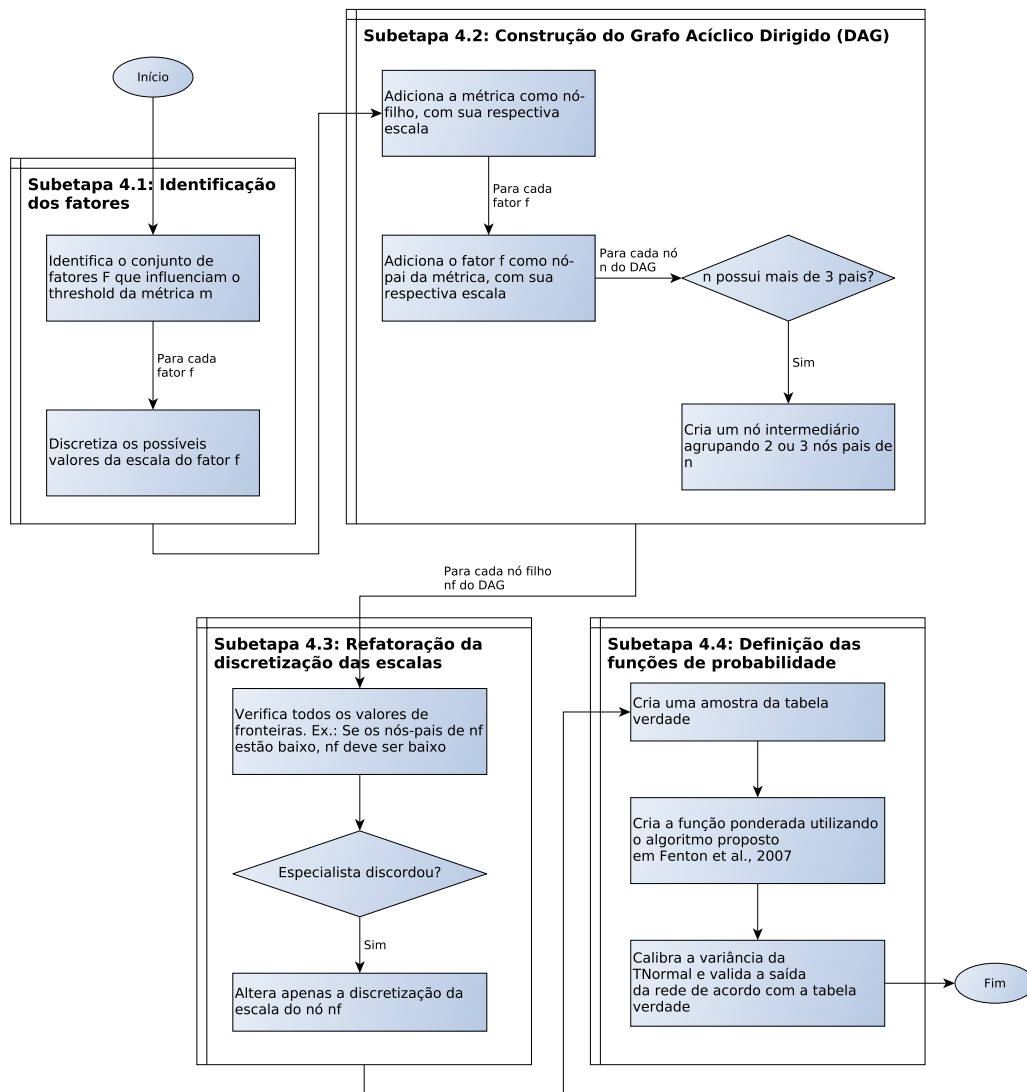 Início
Subetapa 4.1: Identificação
dos fatores
Identifica o conjunto de
fatores F que influenciam o
threshold da métrica m
Para cada
fator f
Discretiza os possíveis
valores da escala do fator f
Subetapa 4.2: Construção do Grafo Acíclico Dirigido (DAG)
Adiciona a métrica como nó-
filho, com sua respectiva
escala
Para cada
fator f
Adiciona o fator f como nó-
pai da métrica, com sua
respectiva escala
Para cada nó
n do DAG
n possui mais de 3 pais?
Sim
Cria um nó intermediário
agrupando 2 ou 3 nós pais de
n
Para cada nó filho
nf do DAG
Subetapa 4.3: Refatoração da
discretização das escalas
Verifica todos os valores de
fronteiras. Ex.: Se os nós-pais de nf
estão baixo, nf deve ser baixo
Especialista discordou?
Sim
Altera apenas a discretização da
escala do nó nf
Subetapa 4.4: Definição das
funções de probabilidade
Cria uma amostra da tabela
verdade
Cria a função ponderada utilizando
o algoritmo proposto
em Fenton et al., 2007
Calibra a variância da
TNormal e valida a saída
da rede de acordo com a tabela
verdade
Fim